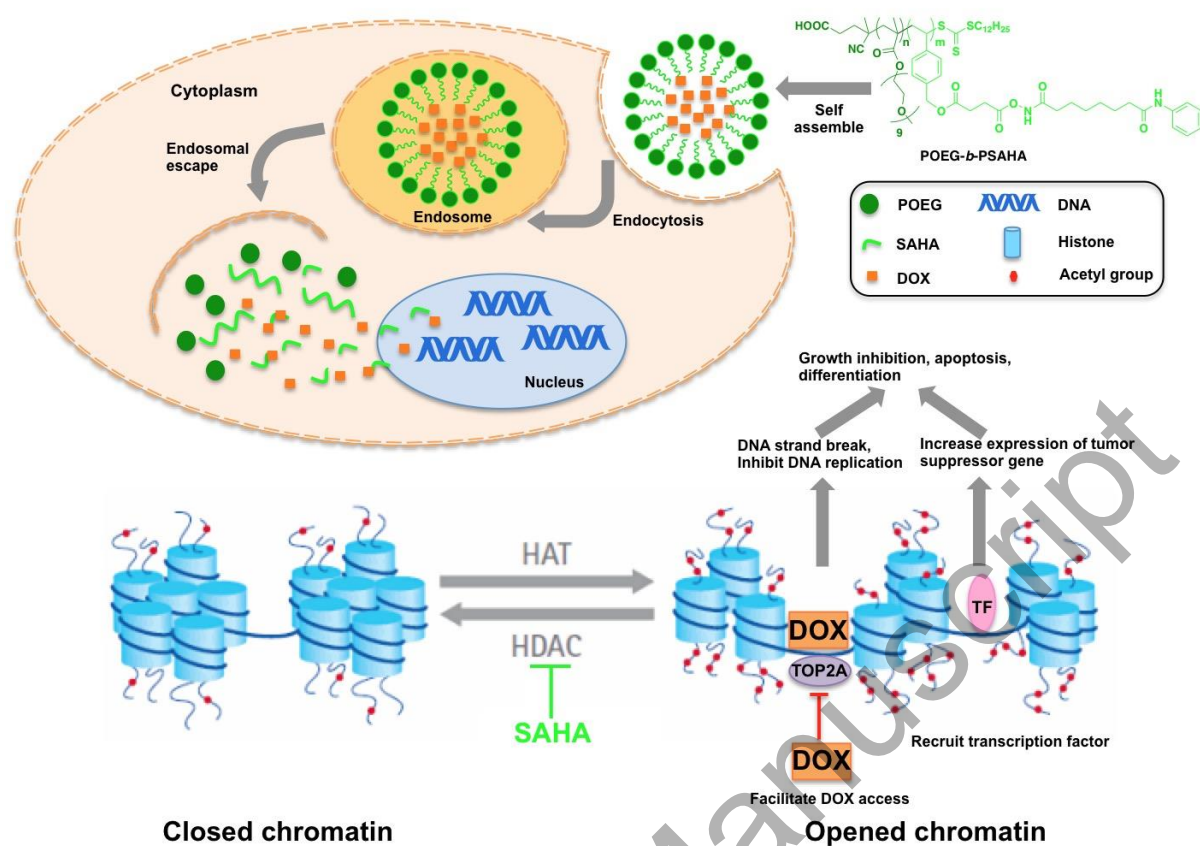 HOOC
NC
O
O
n
m
S
SC12H25
S
O
9
O
O
O
O
O
N
H
O
O
H
N
POEG-b-PSAHA
Self
assemble
Cytoplasm
Endosomal
escape
Endosome
Endocytosis
Nucleus
POEG
DNA
SAHA
Histone
DOX
Acetyl group
Growth inhibition, apoptosis,
differentiation
DNA strand break,
Inhibit DNA replication
Increase expression of tumor
suppressor gene
HAT
HDAC
SAHA
DOX
TOP2A
TF
DOX
Recruit transcription factor
Facilitate DOX access
Closed chromatin
Opened chromatin
Manuscript